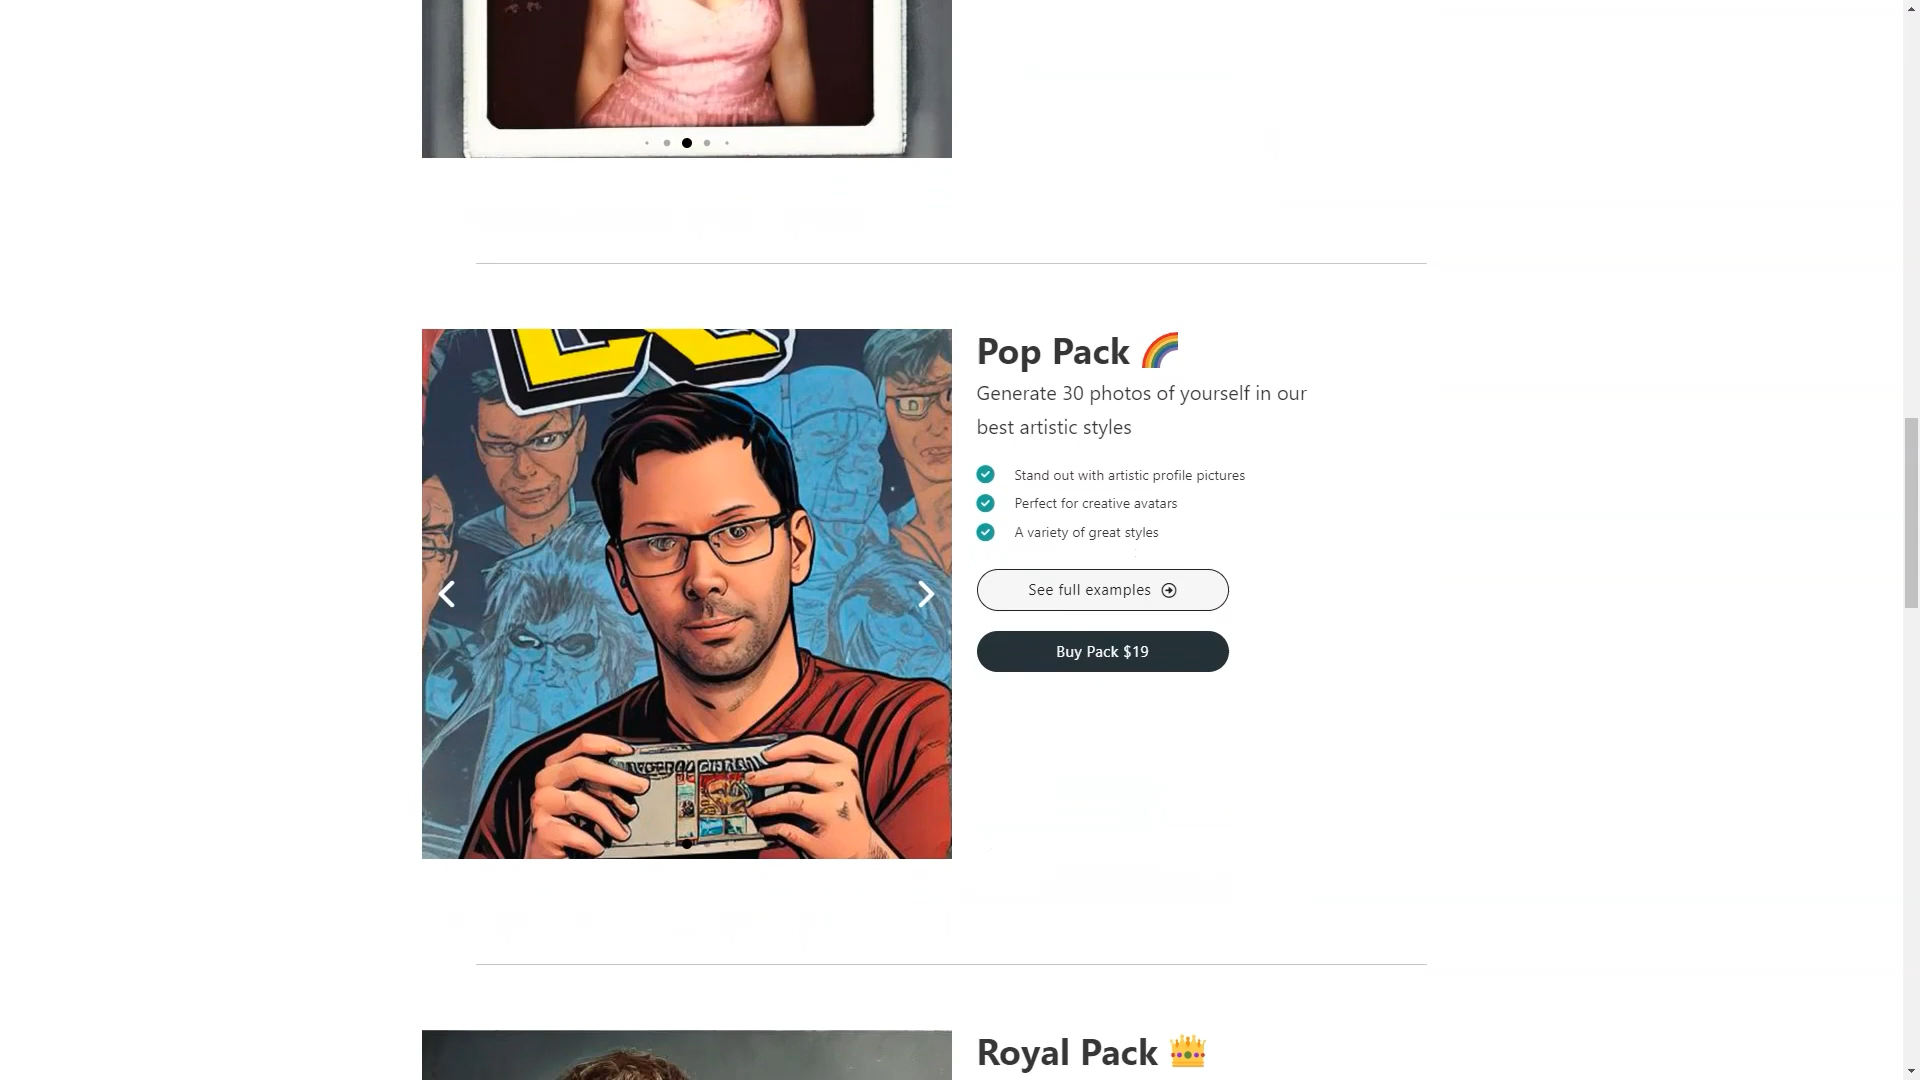 Pop Pack 🌈
Generate 30 photos of yourself in our
best artistic styles
Stand out with artistic profile pictures
Perfect for creative avatars
A variety of great styles
See full examples
Buy Pack $19
Royal Pack 👑